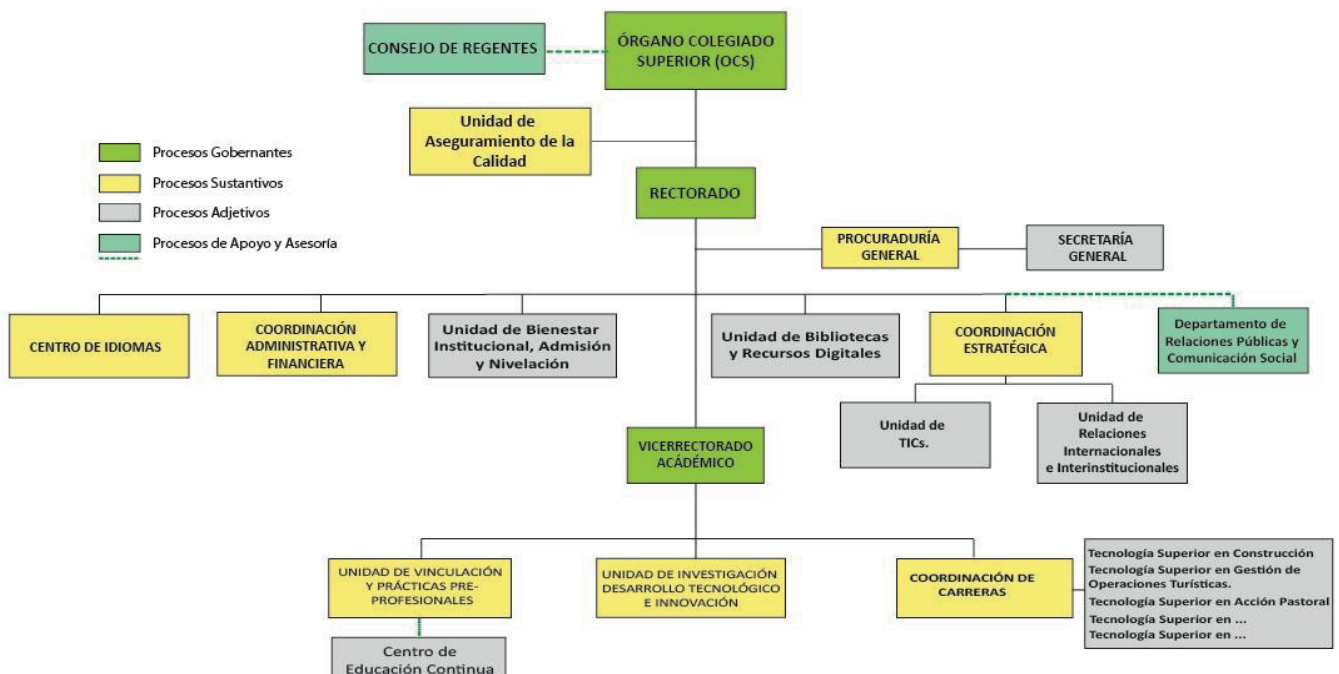 CONSEJO DE REGENTES
ÓRGANO COLEGIADO
SUPERIOR (OCS)
Unidad de
Aseguramiento de la
Calidad
Procesos Gobernantes
Procesos Sustantivos
Procesos Adjetivos
Procesos de Apoyo y Asesoría
RECTORADO
PROCURADURÍA
GENERAL
SECRETARÍA
GENERAL
CENTRO DE IDIOMAS
COORDINACIÓN
ADMINISTRATIVA Y
FINANCIERA
Unidad de Bienestar
Institucional, Admisión
y Nivelación
Unidad de Bibliotecas
y Recursos Digitales
COORDINACIÓN
ESTRATÉGICA
Departamento de
Relaciones Públicas y
Comunicación Social
Unidad de
TICs.
Unidad de
Relaciones
Internacionales
e Interinstitucionales
VICERRECTORADO
ACÁDÉMICO
UNIDAD DE VINCULACIÓN
Y PRÁCTICAS PRE-
PROFESIONALES
UNIDAD DE INVESTIGACIÓN
DESARROLLO TECNOLÓGICO
E INNOVACIÓN
COORDINACIÓN DE
CARRERAS
Tecnología Superior en Construcción
Tecnología Superior en Gestión de
Operaciones Turísticas.
Tecnología Superior en Acción Pastoral
Tecnología Superior en ...
Tecnología Superior en ...
Centro de
Educación Continua